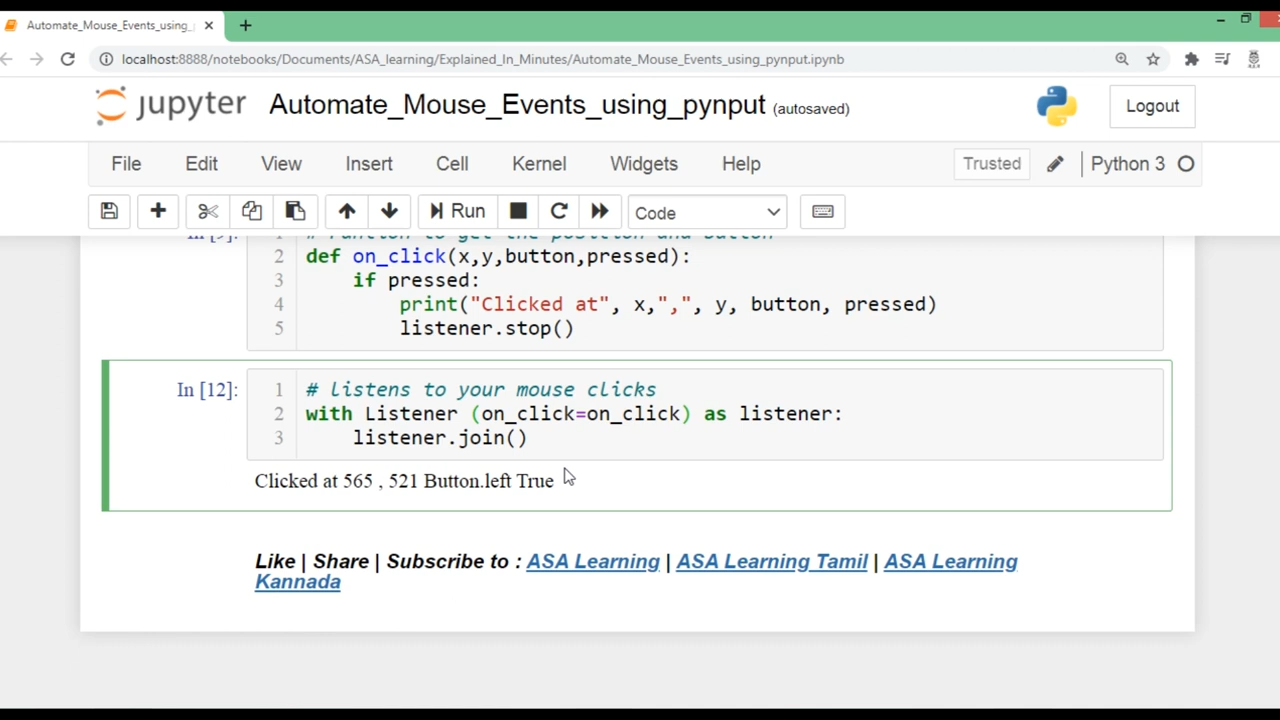 Automate_Mouse_Events_using_
localhost:8888/notebooks/Documents/ASA_learning/Explained_In_Minutes/Automate_Mouse_Events_using_pynput.ipynb
jupyter Automate_Mouse_Events_using_pynput (autosaved) Logout
File Edit View Insert Cell Kernel Widgets Help Trusted Python 3
Run Code
2 def on_click(x,y,button,pressed):
3 if pressed:
4 print("Clicked at", x,",", y, button, pressed)
5 listener.stop()
In [12]: 1 # listens to your mouse clicks
2 with Listener (on_click=on_click) as listener:
3 listener.join()
Clicked at 565 , 521 Button.left True
Like | Share | Subscribe to : ASA Learning | ASA Learning Tamil | ASA Learning
Kannada